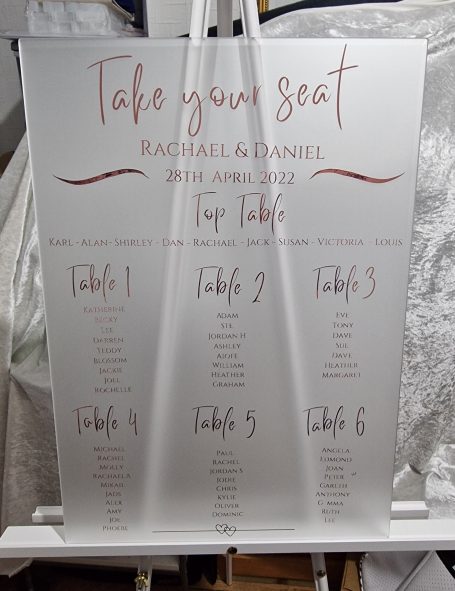 Take your seat
Rachael & Daniel
28th April 2022
Top Table
Karl - Alan - Shirley - Dan - Rachael - Jack - Susan - Victoria - Louis
Table 1
Katherine
Becky
Lee
Darren
Teddy
Blossom
Jackie
Joel
Rochelle
Table 2
Adam
Ste
Jordan H
Ashley
Ajofe
William
Heather
Graham
Table 3
Eve
Tony
Dave
Sue
Dave
Heather
Margaret
Table 4
Michael
Rachel
Molly
Rachael A
Mikail
Jade
Alex
Amy
Joe
Phoebe
Table 5
Paul
Rachel
Jordan S
Jodie
Chris
Kylie
Oliver
Dominic
Table 6
Angela
Edmond
Joan
Peter
Gareth
Anthony
Gemma
Ruth
Lee